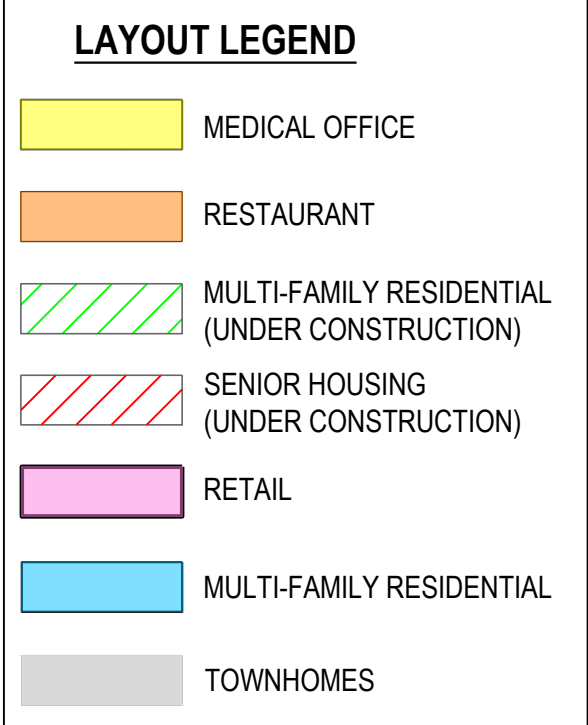 LAYOUT LEGEND
MEDICAL OFFICE
RESTAURANT
MULTI-FAMILY RESIDENTIAL
(UNDER CONSTRUCTION)
SENIOR HOUSING
(UNDER CONSTRUCTION)
RETAIL
MULTI-FAMILY RESIDENTIAL
TOWNHOMES